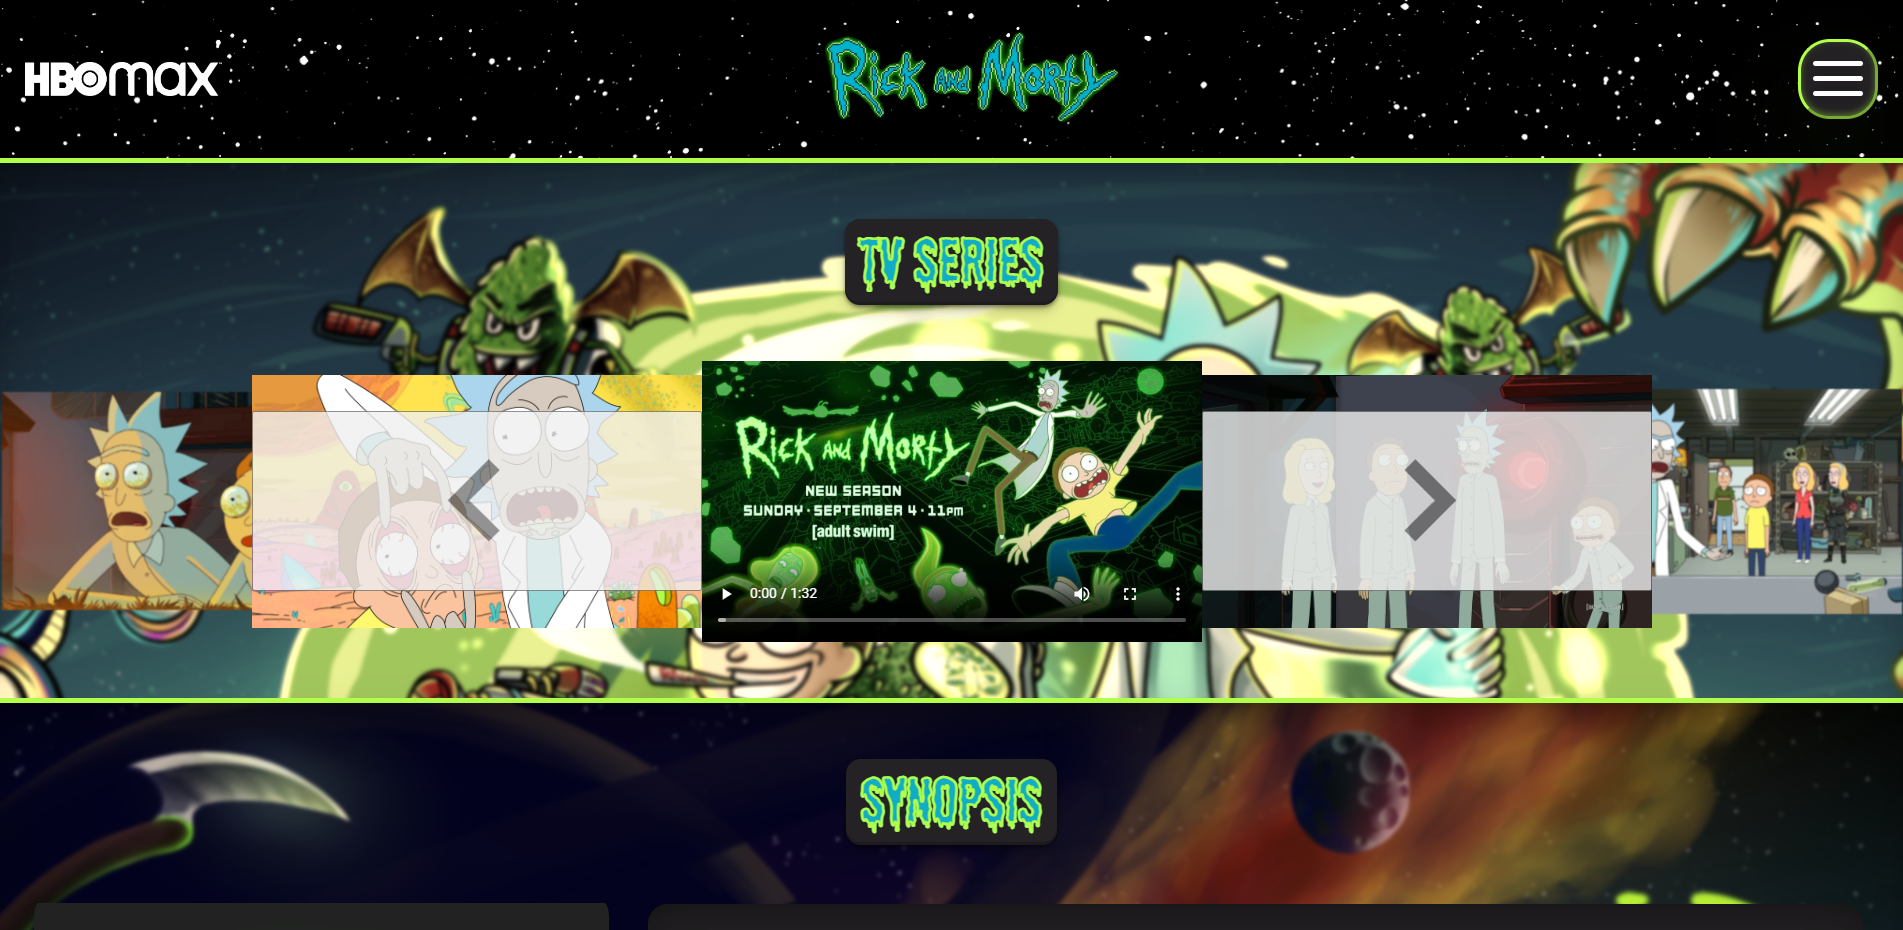 HBOmax
Rick and Morty
TV SERIES
Rick and Morty
NEW SEASON
SUNDAY · SEPTEMBER 4 · 11PM
[adult swim]
0:00 / 1:32
SYNOPSIS